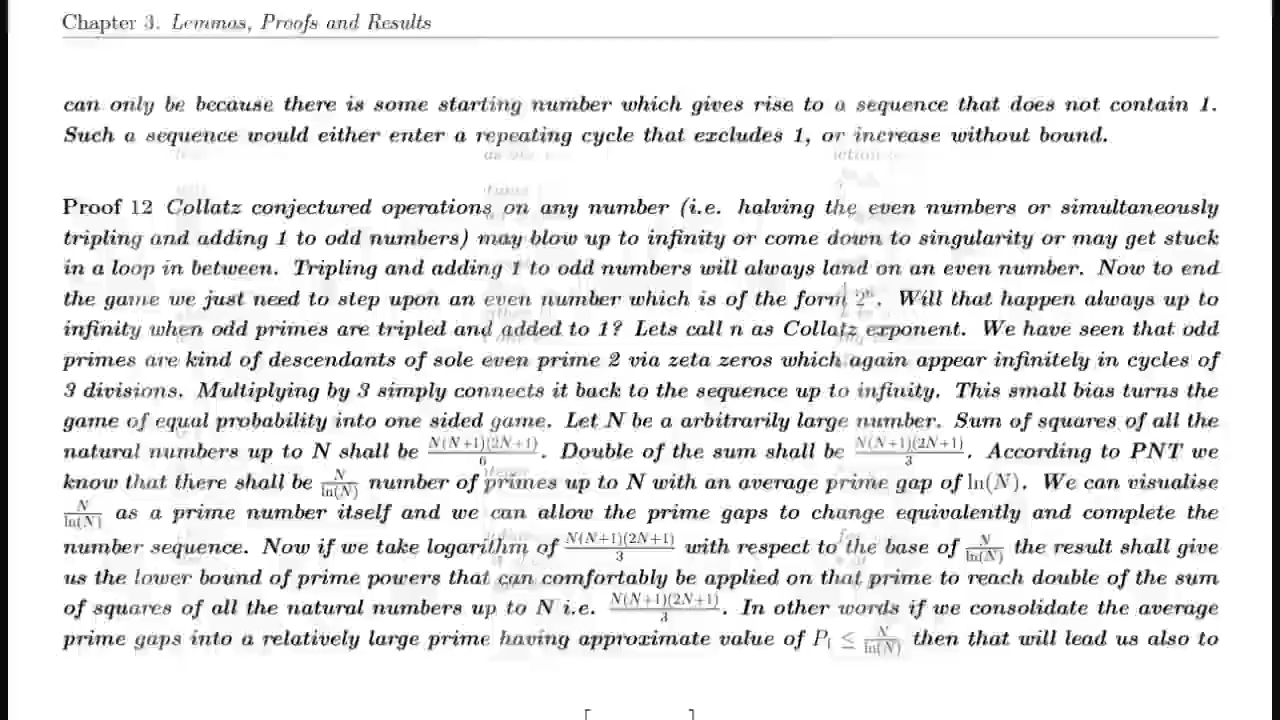 Chapter 3. Lemmas, Proofs and Results
can only be because there is some starting number which gives rise to a sequence that does not contain 1.
Such a sequence would either enter a repeating cycle that excludes 1, or increase without bound.
Proof 12 Collatz conjectured operations on any number (i.e. halving the even numbers or simultaneously
tripling and adding 1 to odd numbers) may blow up to infinity or come down to singularity or may get stuck
in a loop in between. Tripling and adding 1 to odd numbers will always land on an even number. Now to end
the game we just need to step upon an even number which is of the form 2^n. Will that happen always up to
infinity when odd primes are tripled and added to 1? Lets call n as Collatz exponent. We have seen that odd
primes are kind of descendants of sole even prime 2 via zeta zeros which again appear infinitely in cycles of
3 divisions. Multiplying by 3 simply connects it back to the sequence up to infinity. This small bias turns the
game of equal probability into one sided game. Let N be a arbitrarily large number. Sum of squares of all the
natural numbers up to N shall be N(N+1)(2N+1)/6. Double of the sum shall be N(N+1)(2N+1)/3. According to PNT we
know that there shall be N/ln(N) number of primes up to N with an average prime gap of ln(N). We can visualise
N/ln(N) as a prime number itself and we can allow the prime gaps to change equivalently and complete the
number sequence. Now if we take logarithm of N(N+1)(2N+1)/3 with respect to the base of N/ln(N) the result shall give
us the lower bound of prime powers that can comfortably be applied on that prime to reach double of the sum
of squares of all the natural numbers up to N i.e. N(N+1)(2N+1)/3. In other words if we consolidate the average
prime gaps into a relatively large prime having approximate value of P₁ ≤ N/ln(N) then that will lead us also to